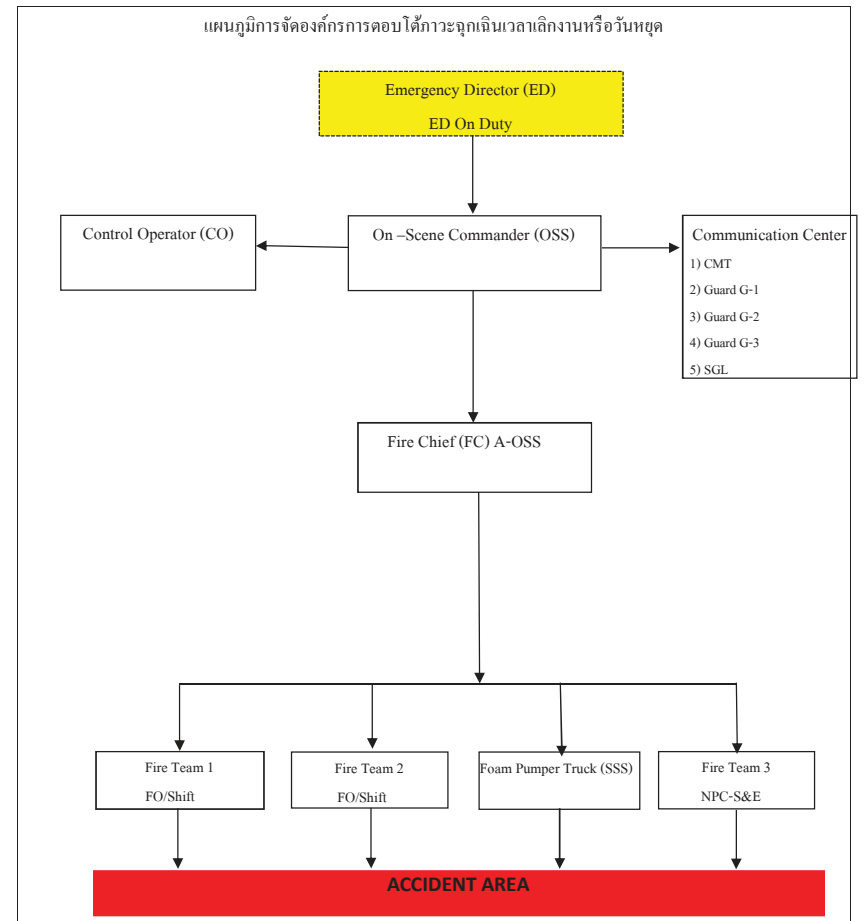 แผนภูมิการจัดองค์กรการตอบโต้ภาวะฉุกเฉินเวลาเลิกงานหรือวันหยุด
Emergency Director (ED)
ED On Duty
Control Operator (CO)
On –Scene Commander (OSS)
Communication Center
1) CMT
2) Guard G-1
3) Guard G-2
4) Guard G-3
5) SGL
Fire Chief (FC) A-OSS
Fire Team 1
FO/Shift
Fire Team 2
FO/Shift
Foam Pumper Truck (SSS)
Fire Team 3
NPC-S&E
ACCIDENT AREA